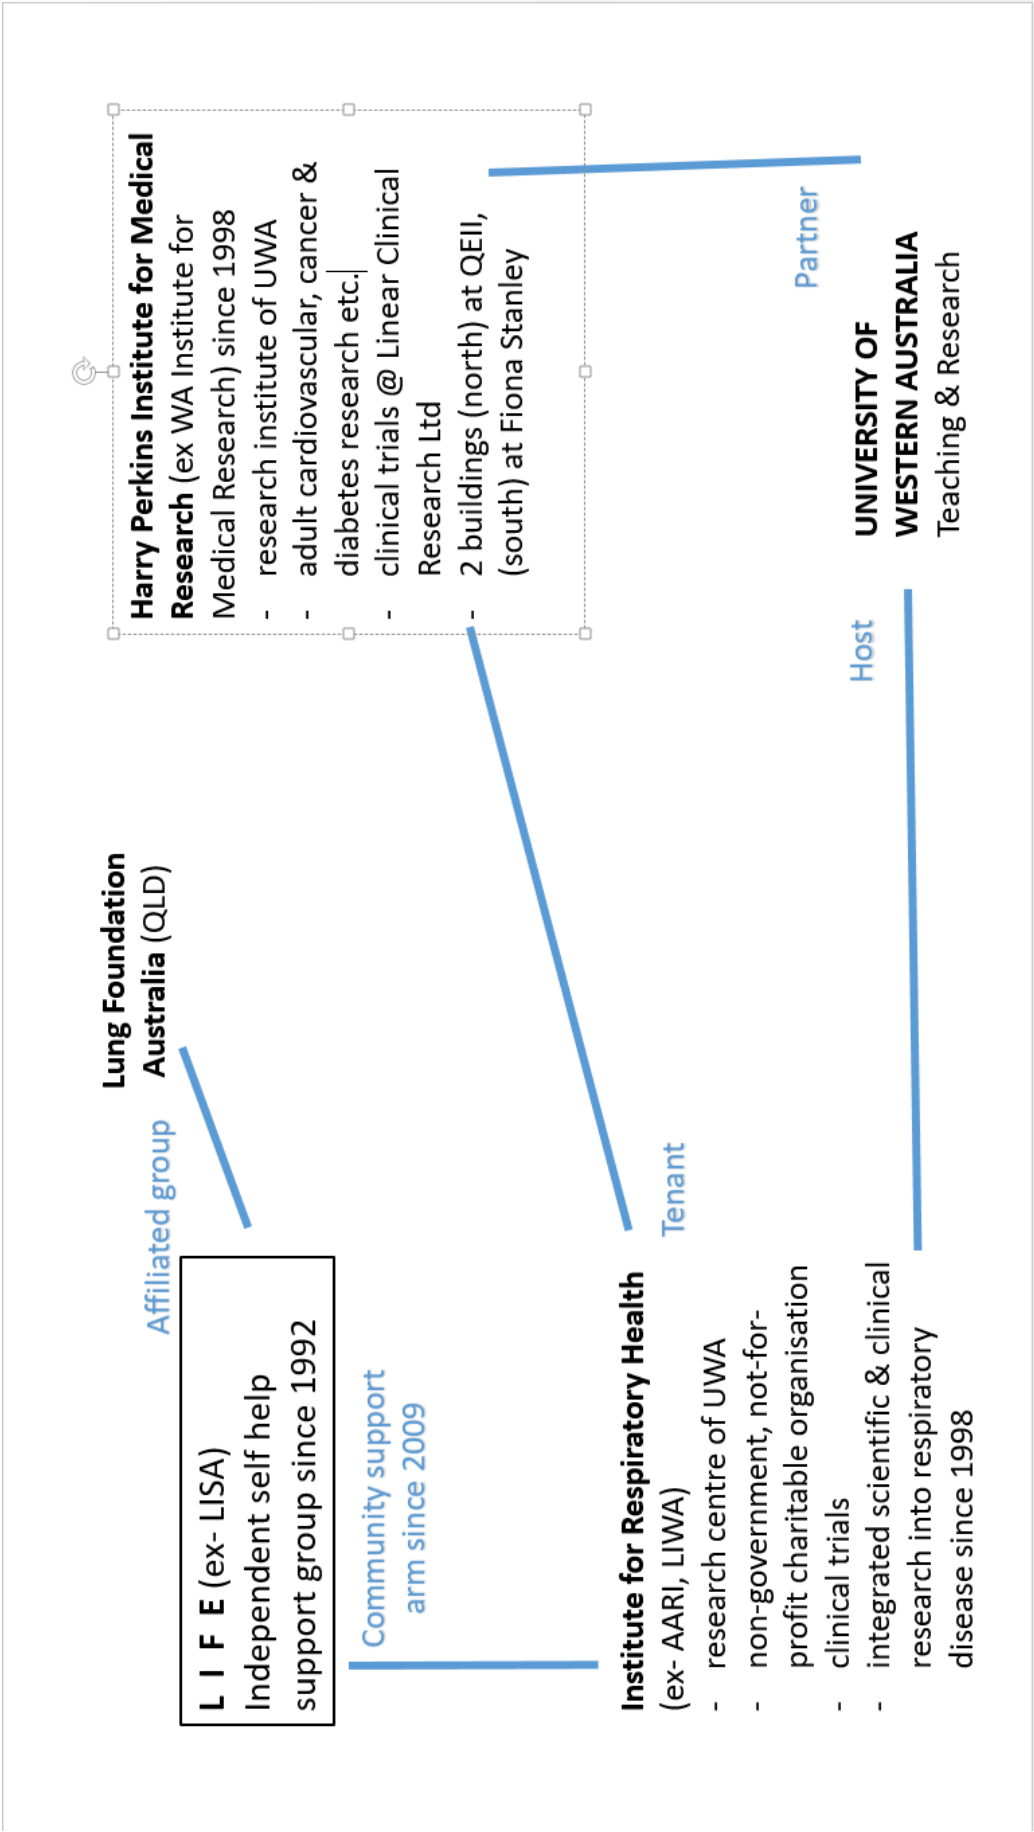 Lung Foundation
Australia (QLD)
Affiliated group
L I F E (ex- LISA)
Independent self help
support group since 1992
Community support
arm since 2009
Harry Perkins Institute for Medical
Research (ex WA Institute for
Medical Research) since 1998
- research institute of UWA
- adult cardiovascular, cancer &
diabetes research etc.
- clinical trials @ Linear Clinical
Research Ltd
- 2 buildings (north) at QEII,
(south) at Fiona Stanley
Institute for Respiratory Health
(ex- AARI, LIWA)
- research centre of UWA
- non-government, not-for-
profit charitable organisation
- clinical trials
- integrated scientific & clinical
research into respiratory
disease since 1998
Tenant
Host
Partner
UNIVERSITY OF
WESTERN AUSTRALIA
Teaching & Research